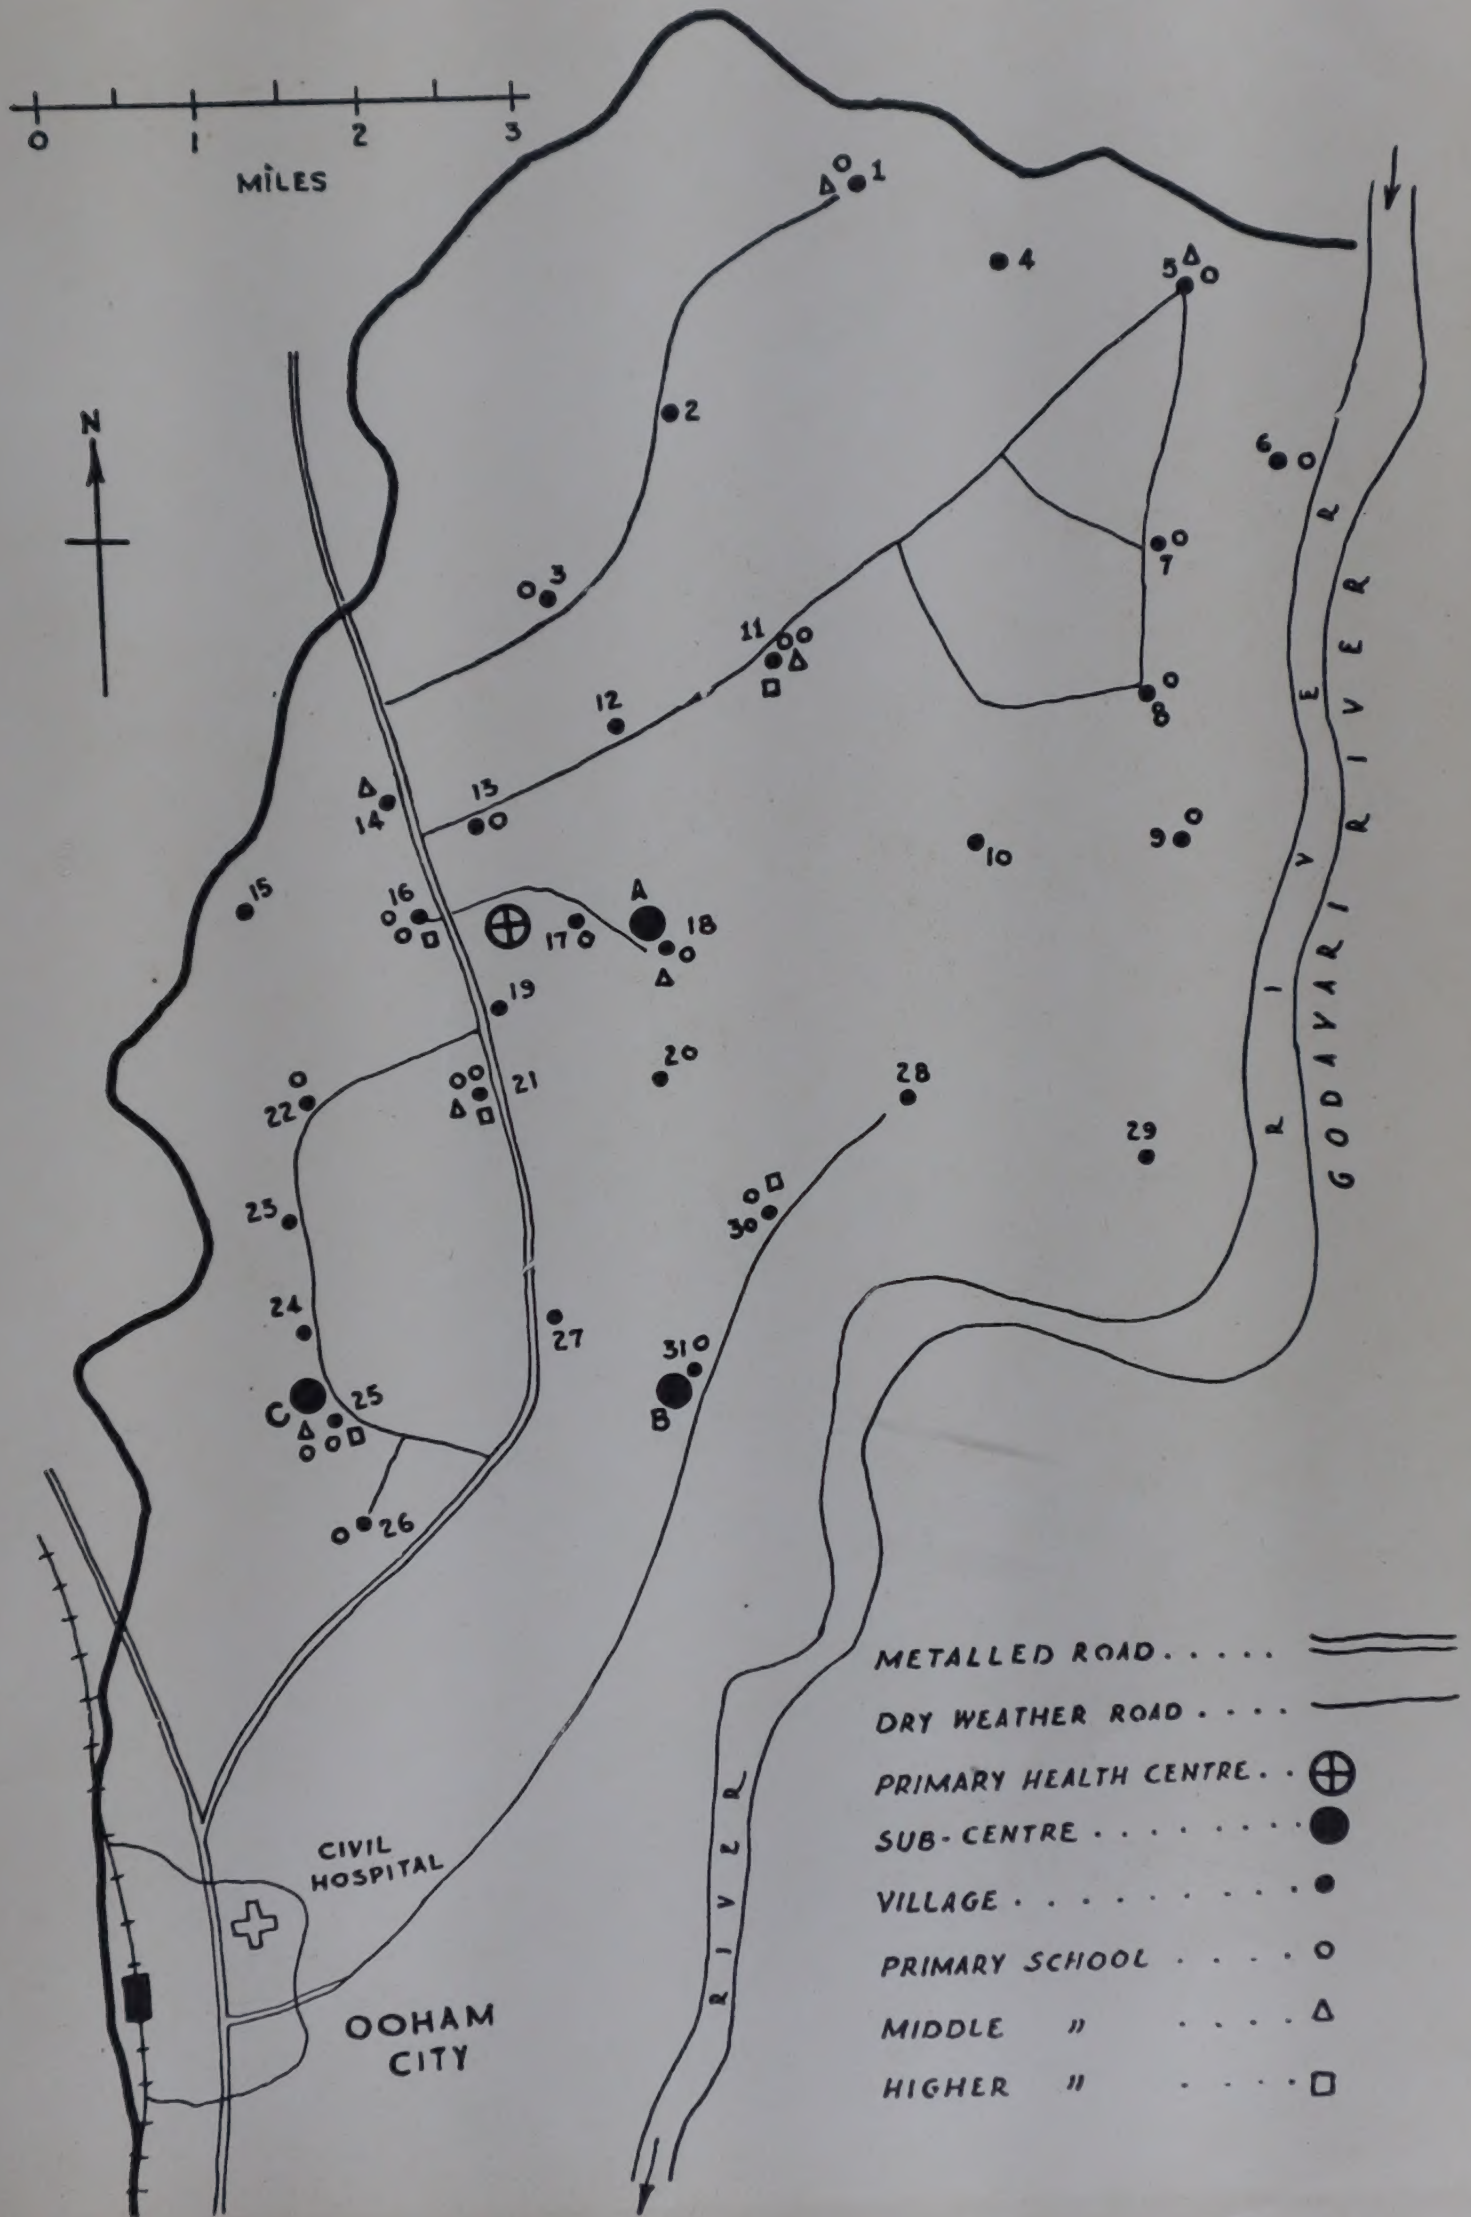 0 1 2 3
MILES
N
1
4
5
2
6
3
7
11
8
12
13
14
9
10
15
16
A
17
18
19
20
21
22
28
29
23
30
24
27
31
C
25
B
26
RIVER
GODAVARI RIVER
RIVER
CIVIL
HOSPITAL
OOHAM
CITY
METALLED ROAD . . . . .
DRY WEATHER ROAD . . . .
PRIMARY HEALTH CENTRE . .
SUB-CENTRE . . . . . . . .
VILLAGE . . . . . . . . .
PRIMARY SCHOOL . . . .
MIDDLE " . . . .
HIGHER " . . . .